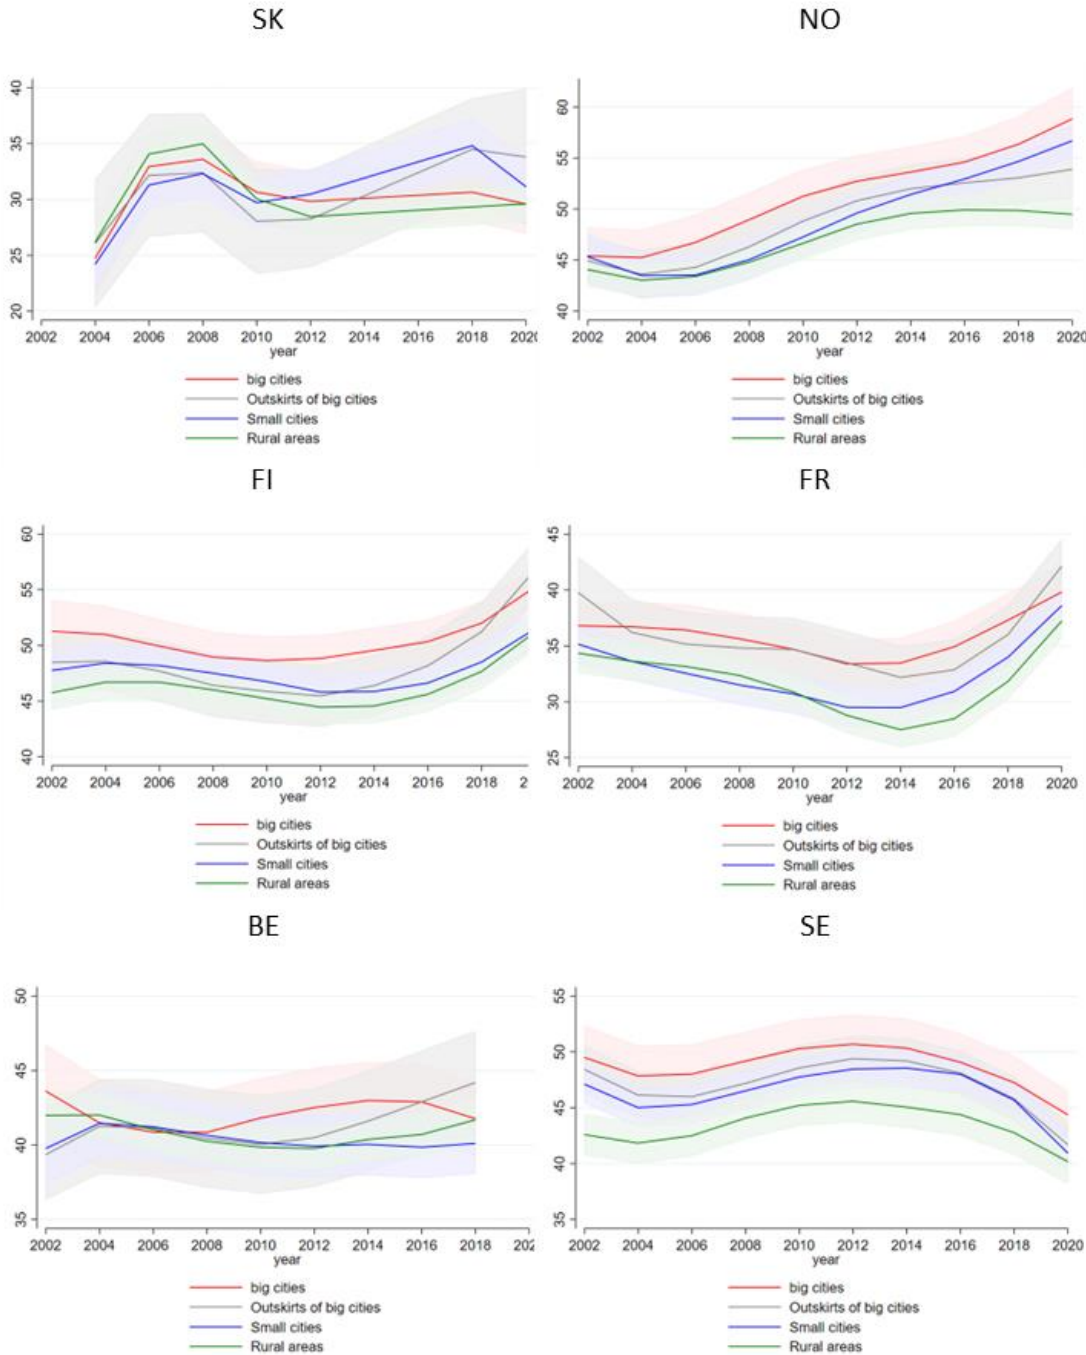 SK
40
35
30
25
20
2002 2004 2006 2008 2010 2012 2014 2016 2018 2020
year
big cities
Outskirts of big cities
Small cities
Rural areas
NO
60
55
50
45
40
2002 2004 2006 2008 2010 2012 2014 2016 2018 2020
year
big cities
Outskirts of big cities
Small cities
Rural areas
FI
60
55
50
45
40
2002 2004 2006 2008 2010 2012 2014 2016 2018 2
year
big cities
Outskirts of big cities
Small cities
Rural areas
FR
45
40
35
30
25
2002 2004 2006 2008 2010 2012 2014 2016 2018 2020
year
big cities
Outskirts of big cities
Small cities
Rural areas
BE
50
45
40
35
2002 2004 2006 2008 2010 2012 2014 2016 2018 202
year
big cities
Outskirts of big cities
Small cities
Rural areas
SE
55
50
45
40
35
2002 2004 2006 2008 2010 2012 2014 2016 2018 2020
year
big cities
Outskirts of big cities
Small cities
Rural areas